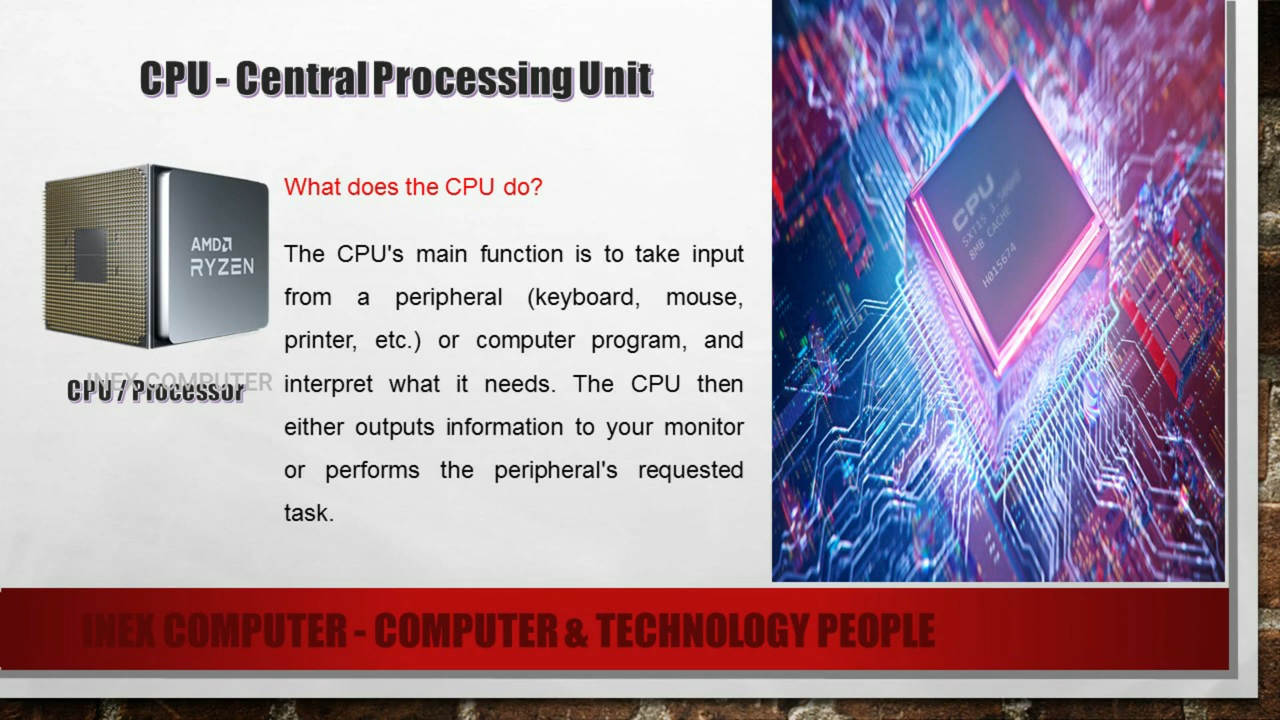 CPU - Central Processing Unit
What does the CPU do?
The CPU's main function is to take input
from a peripheral (keyboard, mouse,
printer, etc.) or computer program, and
interpret what it needs. The CPU then
either outputs information to your monitor
or performs the peripheral's requested
task.
AMD
RYZEN
INEX COMPUTER
CPU / Processor
CPU
8MB CACHE
H015674
INEX COMPUTER - COMPUTER & TECHNOLOGY PEOPLE